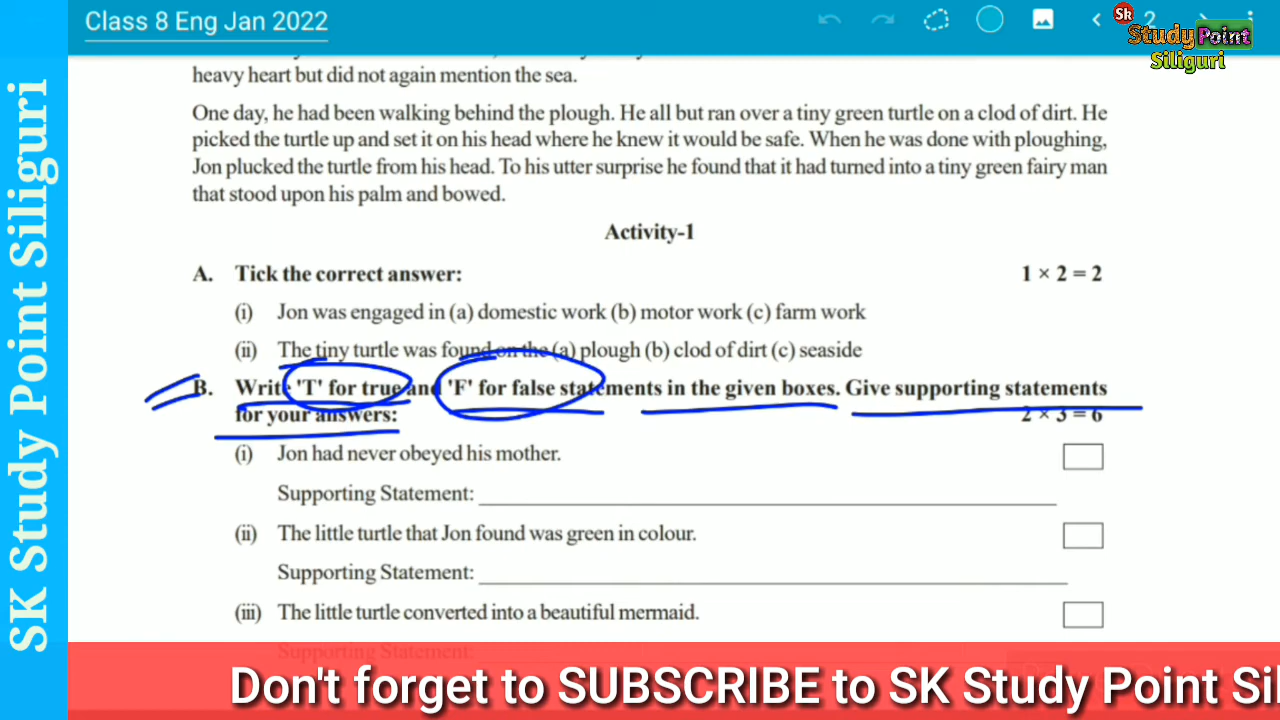 Class 8 Eng Jan 2022
2
Sk
Study Point
Siliguri
SK Study Point Siliguri
heavy heart but did not again mention the sea.
One day, he had been walking behind the plough. He all but ran over a tiny green turtle on a clod of dirt. He
picked the turtle up and set it on his head where he knew it would be safe. When he was done with ploughing,
Jon plucked the turtle from his head. To his utter surprise he found that it had turned into a tiny green fairy man
that stood upon his palm and bowed.
Activity-1
A. Tick the correct answer: 1 × 2 = 2
(i) Jon was engaged in (a) domestic work (b) motor work (c) farm work
(ii) The tiny turtle was found on the (a) plough (b) clod of dirt (c) seaside
B. Write 'T' for true and 'F' for false statements in the given boxes. Give supporting statements
for your answers: 2 × 3 = 6
(i) Jon had never obeyed his mother.
Supporting Statement:
(ii) The little turtle that Jon found was green in colour.
Supporting Statement:
(iii) The little turtle converted into a beautiful mermaid.
Supporting Statement:
Don't forget to SUBSCRIBE to SK Study Point Sil